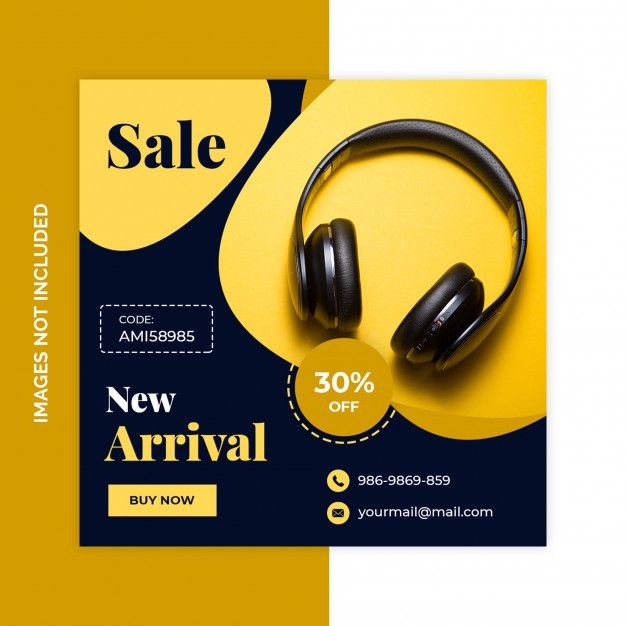 IMAGES NOT INCLUDED
Sale
CODE:
AMI58985
30%
OFF
New
Arrival
BUY NOW
986-9869-859
yourmail@mail.com